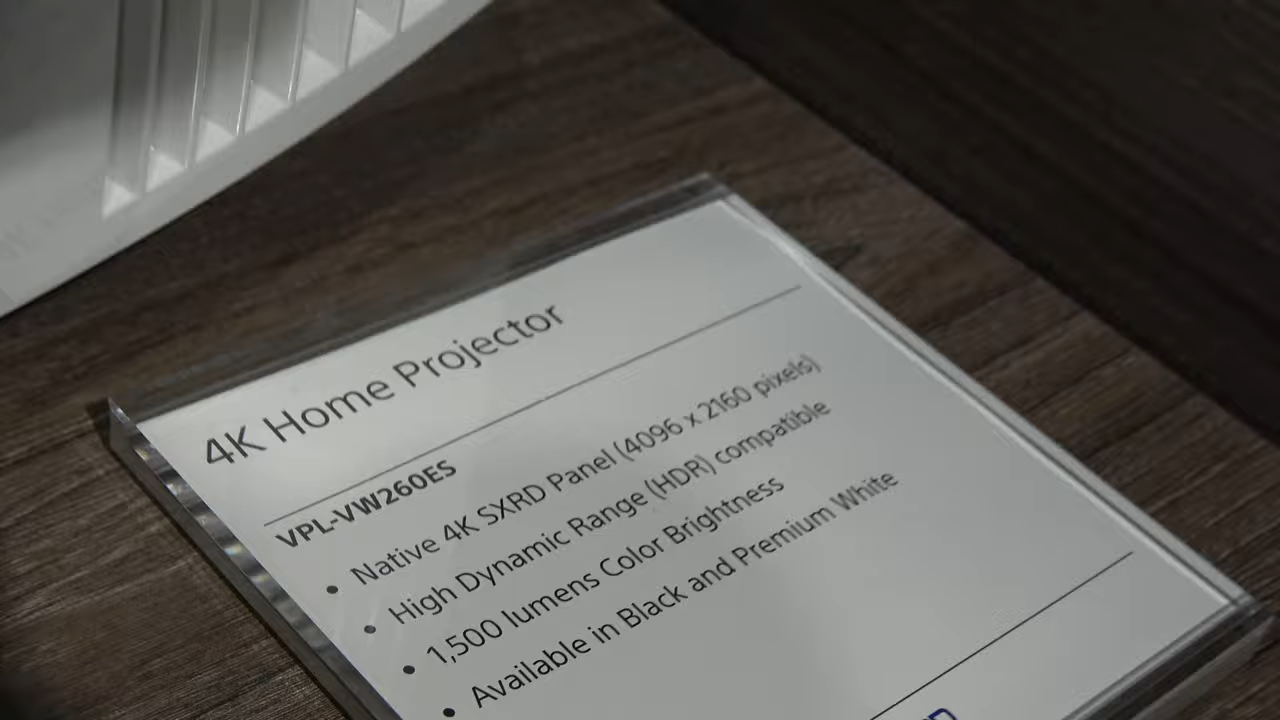 4K Home Projector
VPL-VW260ES
• Native 4K SXRD Panel (4096 x 2160 pixels)
• High Dynamic Range (HDR) compatible
• 1,500 lumens Color Brightness
• Available in Black and Premium White